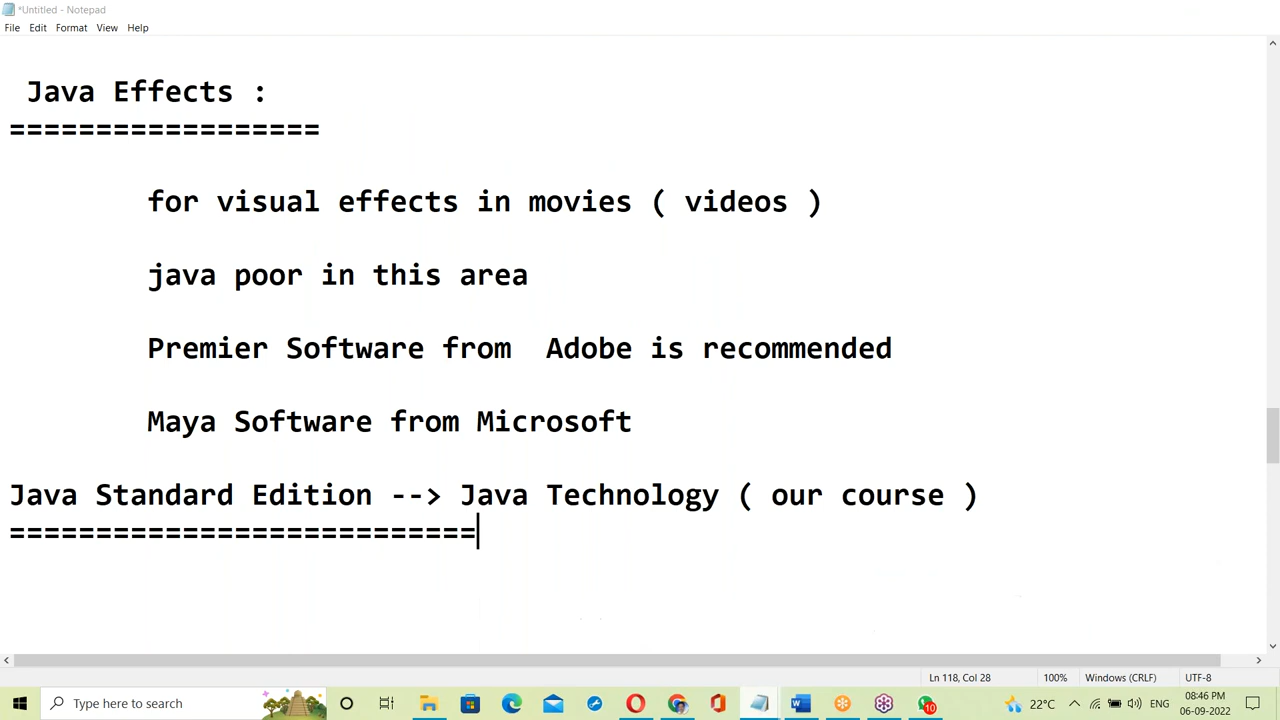 *Untitled - Notepad
File Edit Format View Help
Java Effects :
==================
for visual effects in movies ( videos )
java poor in this area
Premier Software from  Adobe is recommended
Maya Software from Microsoft
Java Standard Edition --> Java Technology ( our course )
===========================
Ln 118, Col 28 100% Windows (CRLF) UTF-8
Type here to search 10 22°C ENG 08:46 PM 06-09-2022